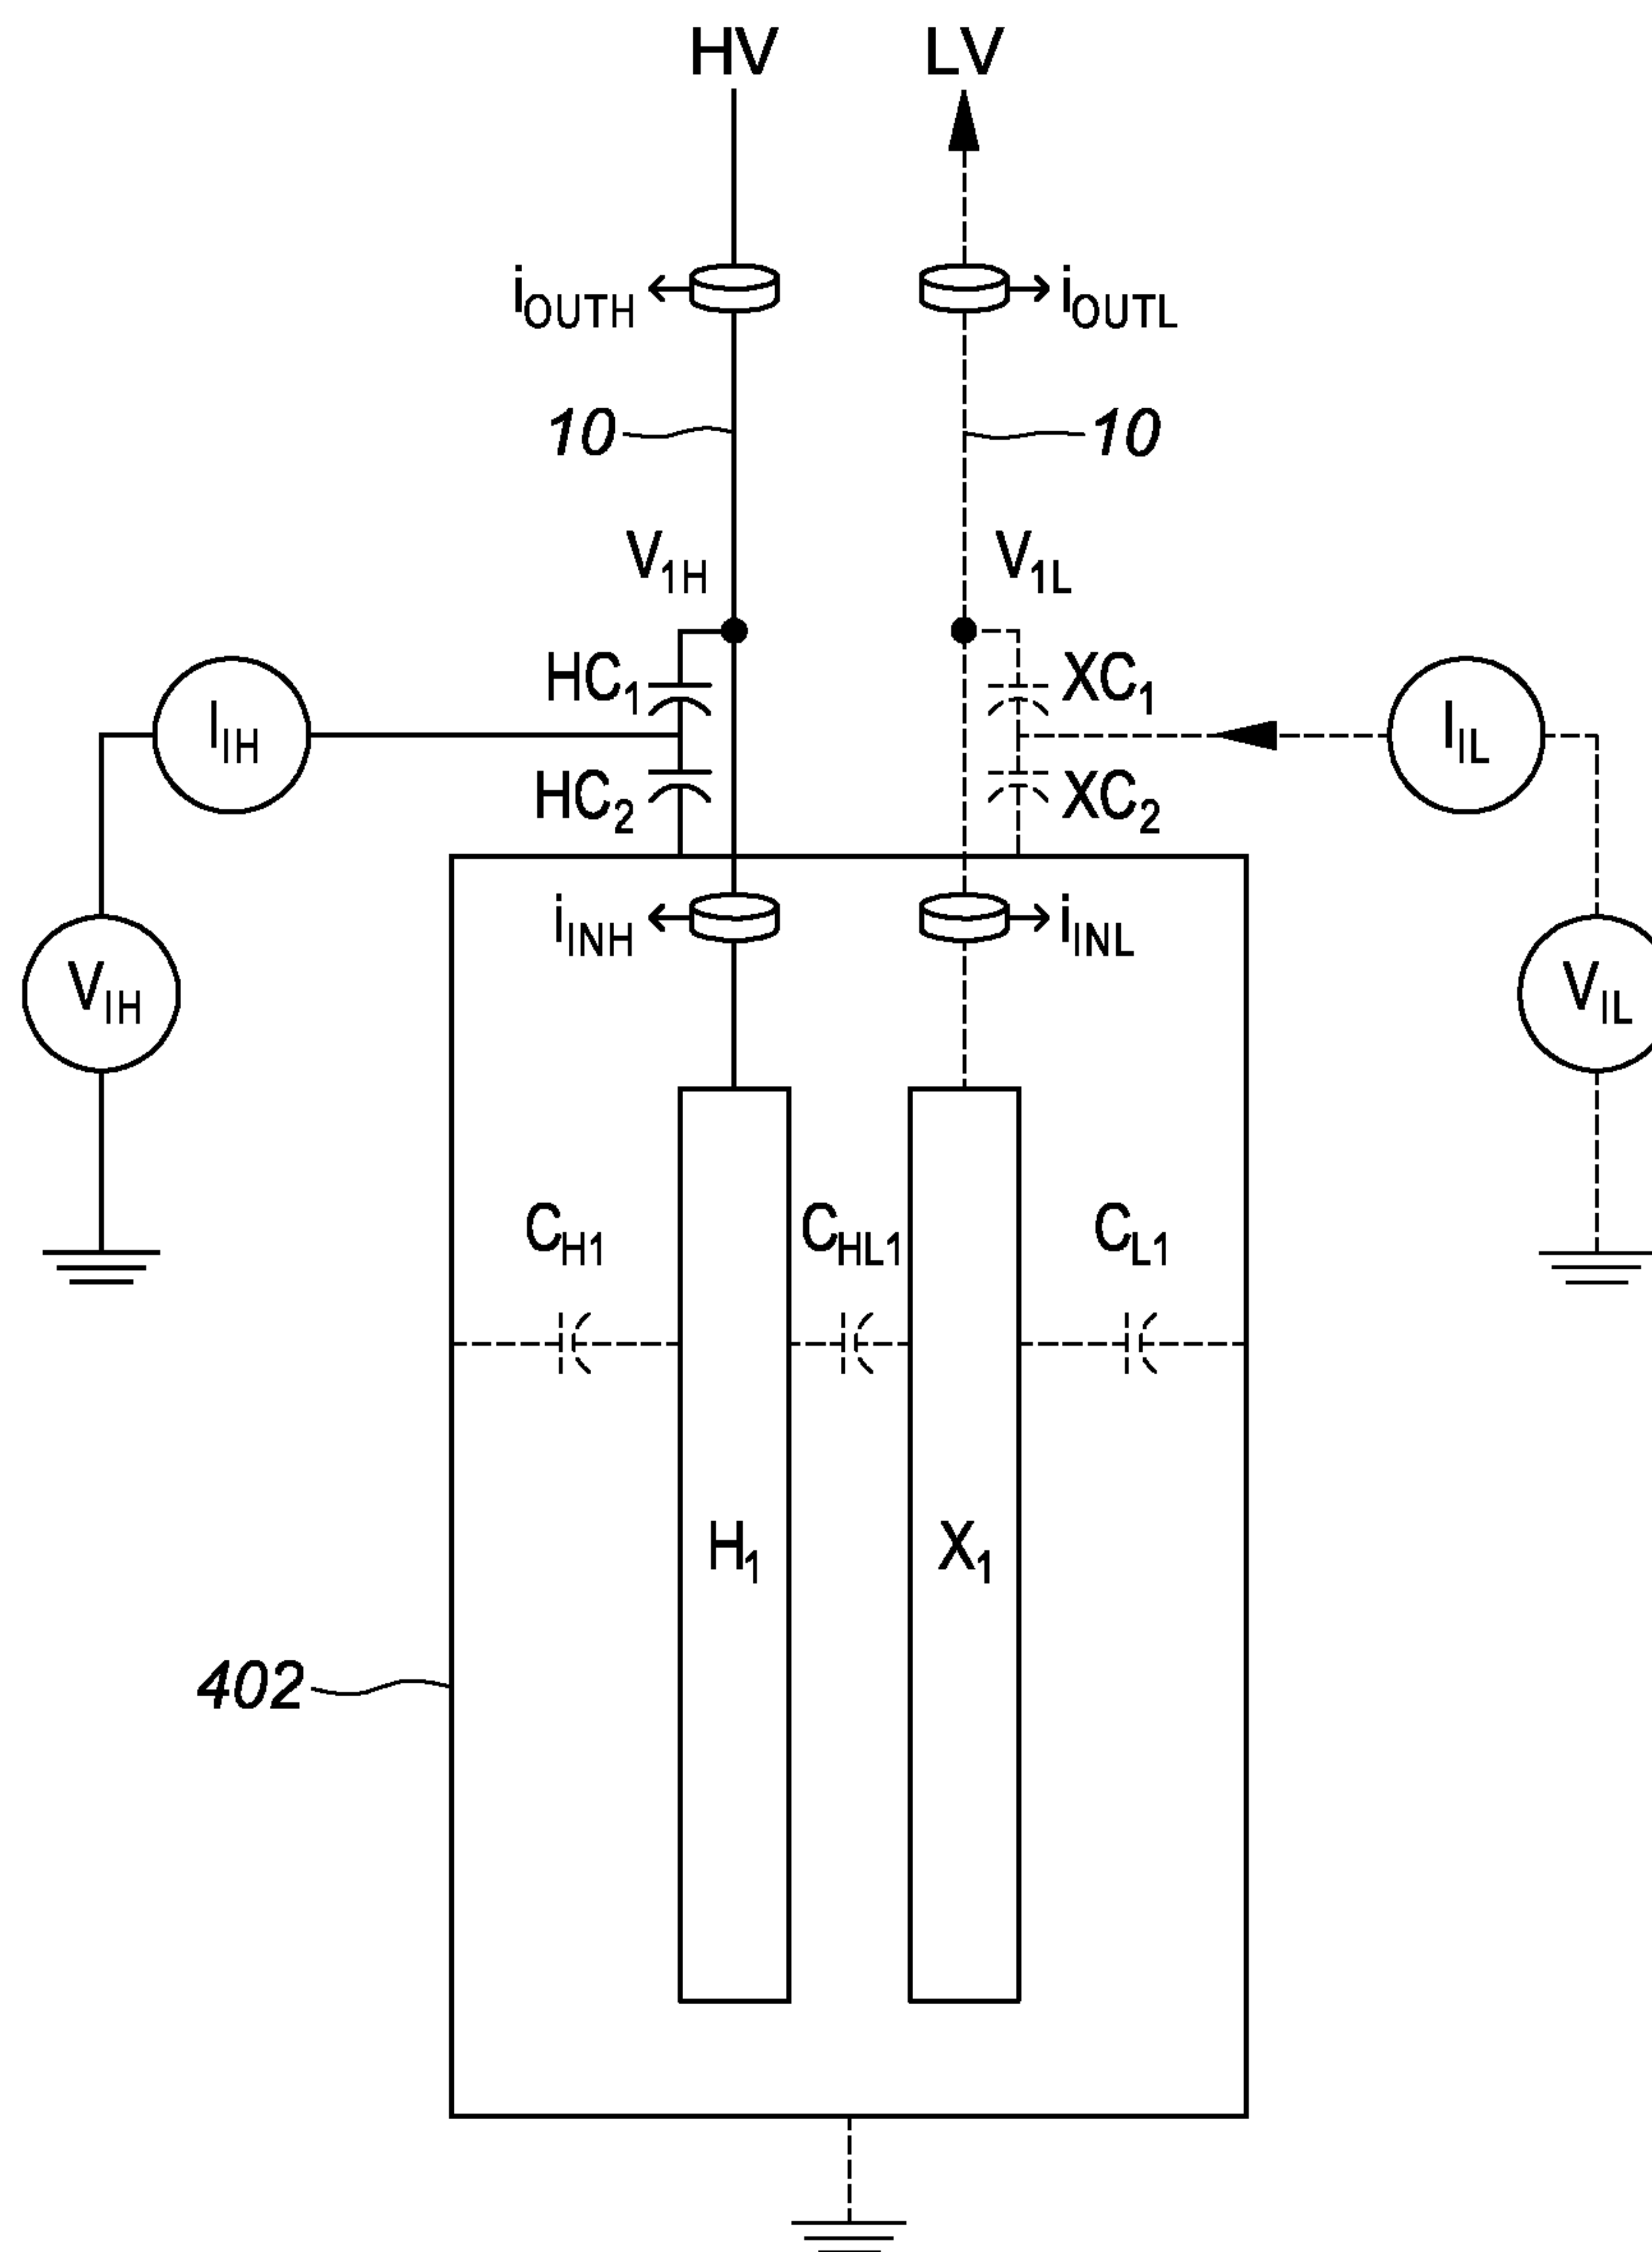 HV LV
iOUTH iOUTL
10 10
V1H V1L
HC1 XC1
IIH IIL
HC2 XC2
iINH iINL
VIH VIL
CH1 CHL1 CL1
H1 X1
402